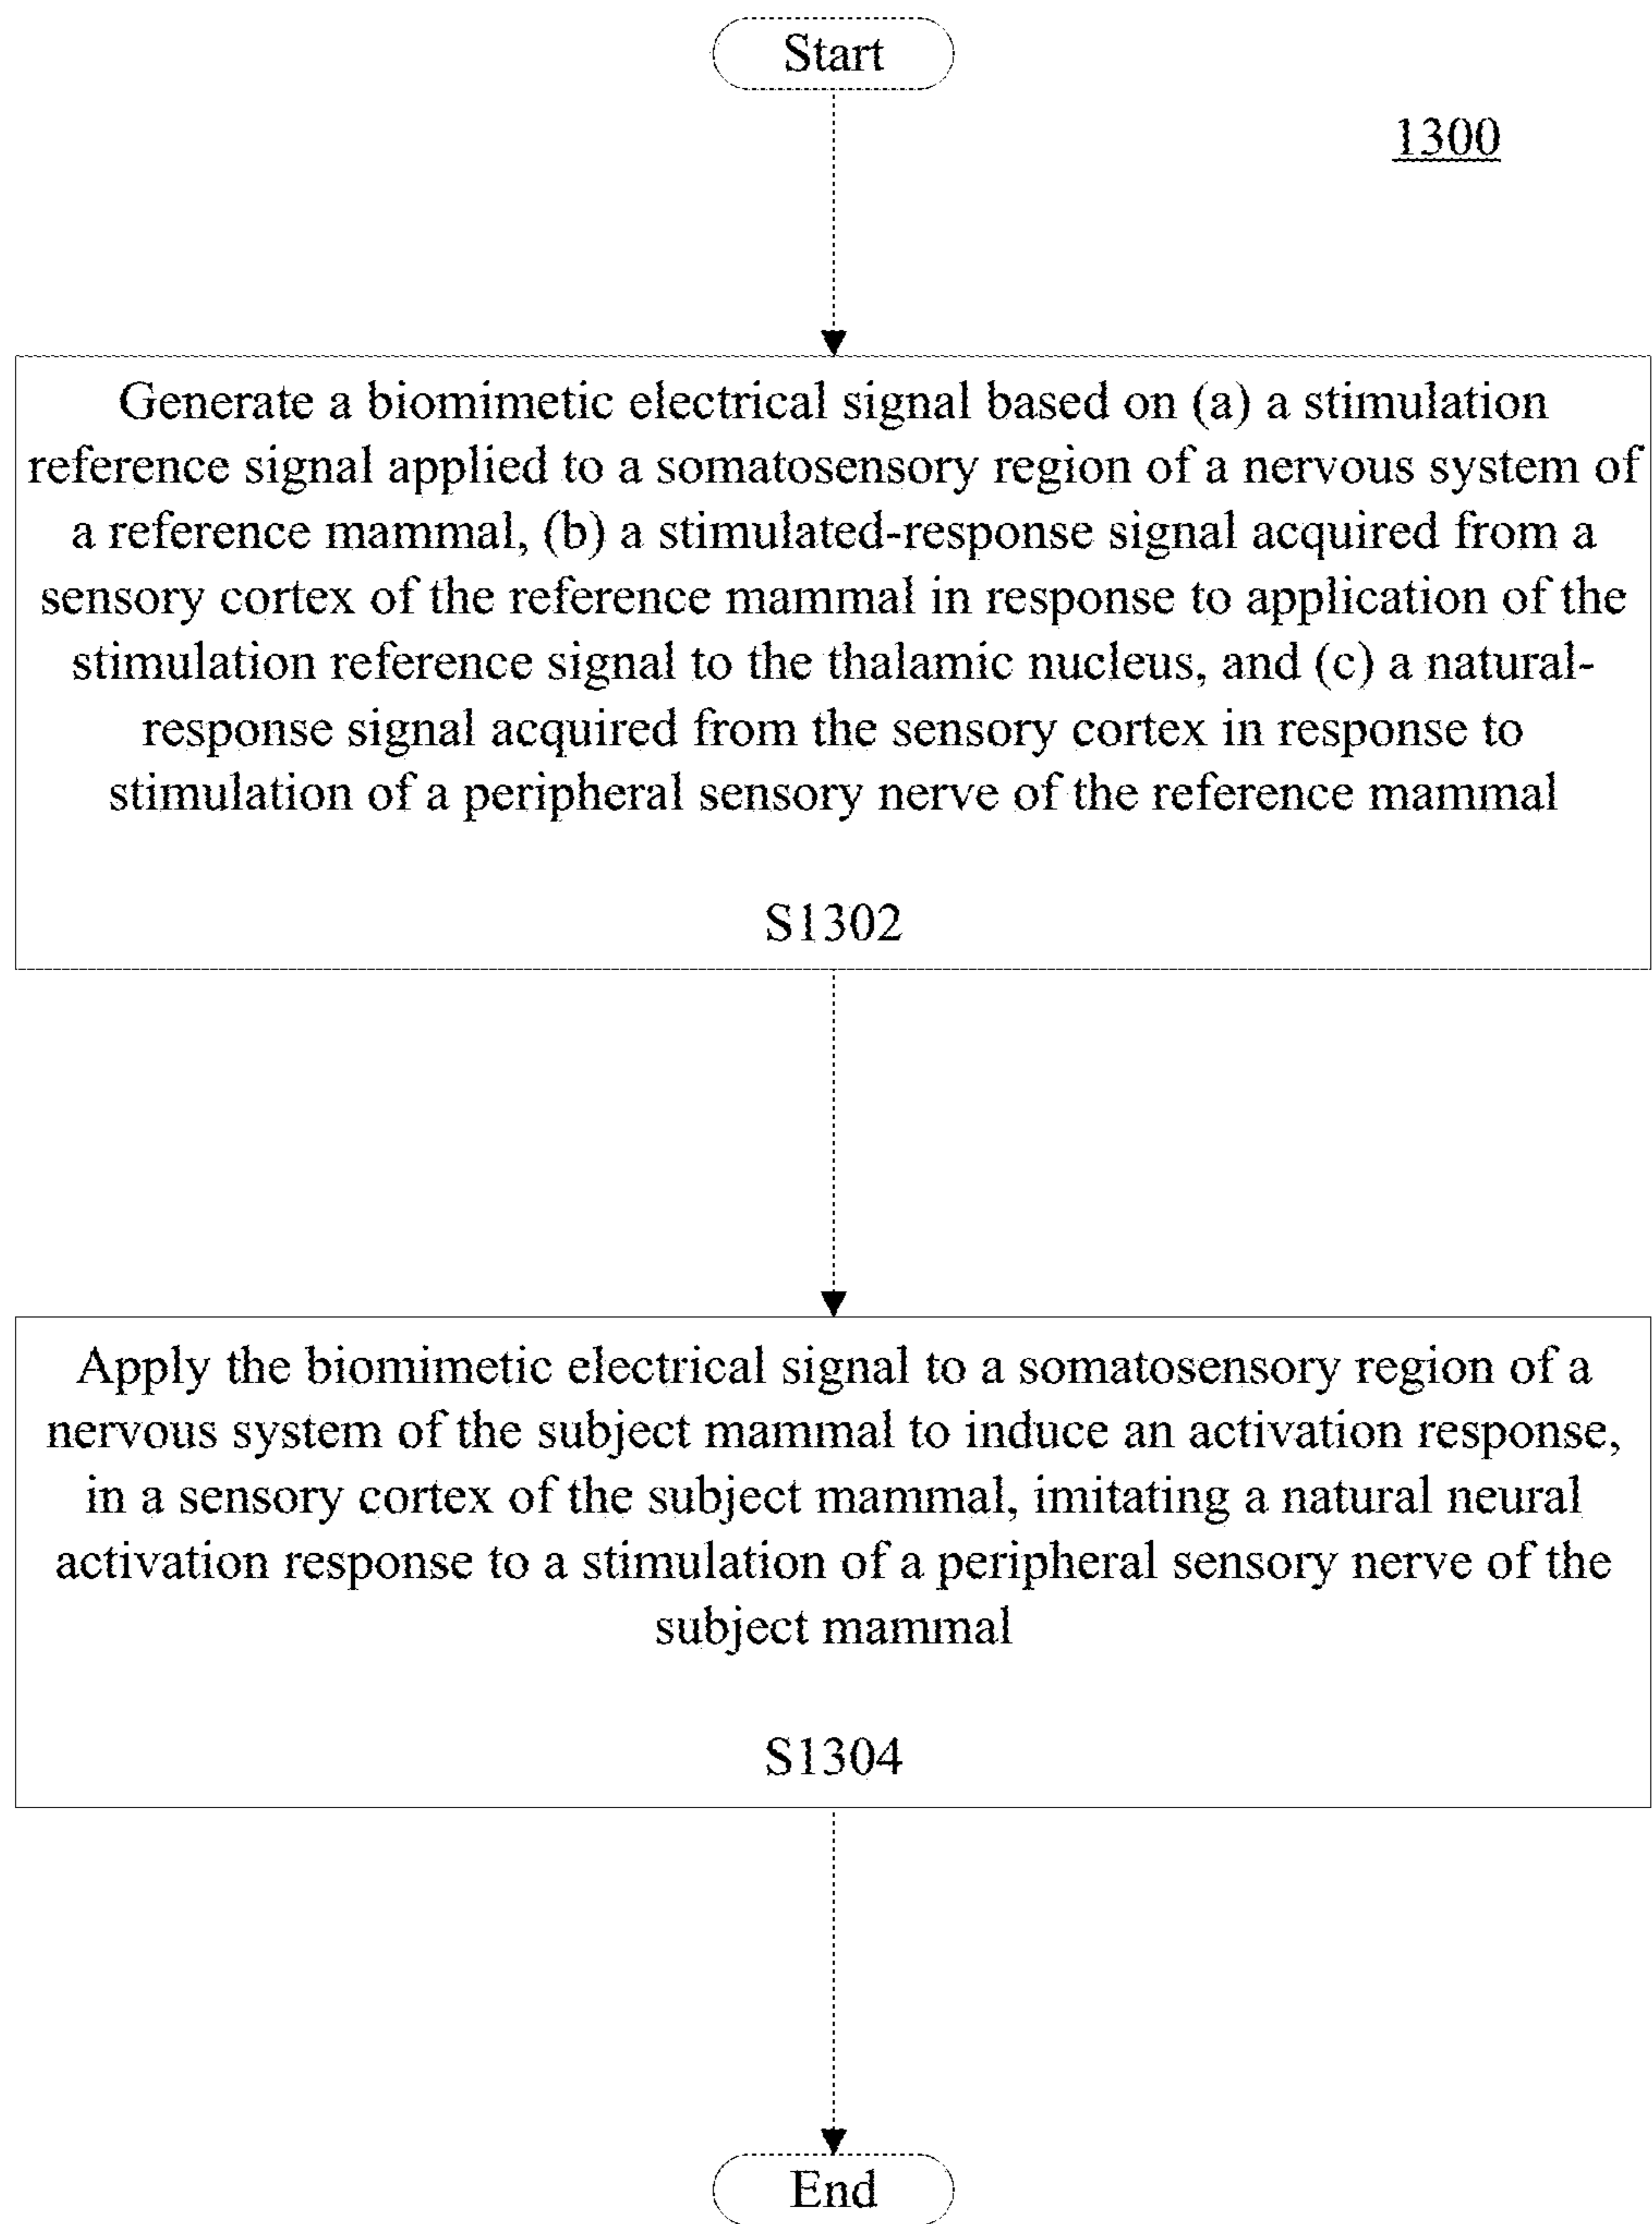 Start
1300
Generate a biomimetic electrical signal based on (a) a stimulation
reference signal applied to a somatosensory region of a nervous system of
a reference mammal, (b) a stimulated-response signal acquired from a
sensory cortex of the reference mammal in response to application of the
stimulation reference signal to the thalamic nucleus, and (c) a natural-
response signal acquired from the sensory cortex in response to
stimulation of a peripheral sensory nerve of the reference mammal
S1302
Apply the biomimetic electrical signal to a somatosensory region of a
nervous system of the subject mammal to induce an activation response,
in a sensory cortex of the subject mammal, imitating a natural neural
activation response to a stimulation of a peripheral sensory nerve of the
subject mammal
S1304
End